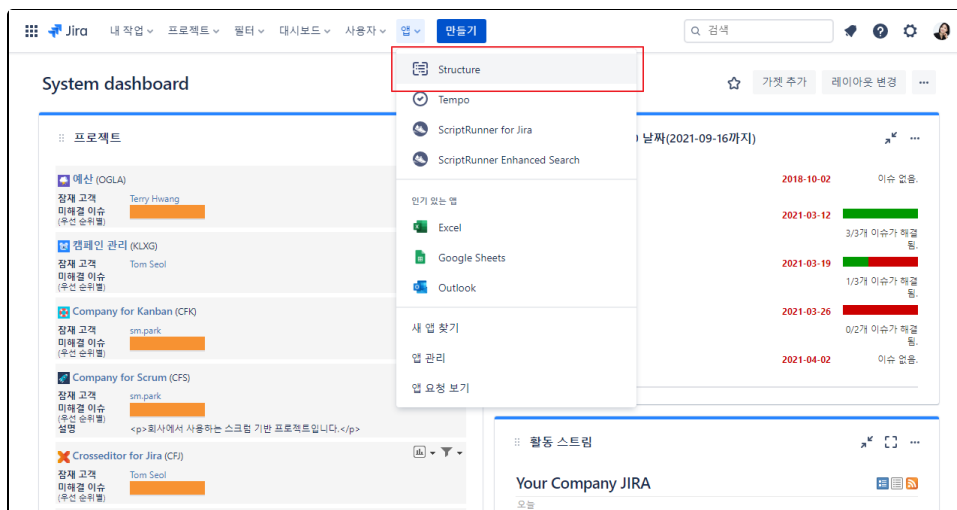 Jira 내 작업 프로젝트 필터 대시보드 사용자 앱 만들기 검색
System dashboard
가젯 추가 레이아웃 변경
Structure
Tempo
ScriptRunner for Jira
ScriptRunner Enhanced Search
인기 있는 앱
Excel
Google Sheets
Outlook
새 앱 찾기
앱 관리
앱 요청 보기
프로젝트
예산 (OGLA)
잠재 고객 Terry Hwang
미해결 이슈
(우선 순위별)
캠페인 관리 (KLXG)
잠재 고객 Tom Seol
미해결 이슈
(우선 순위별)
Company for Kanban (CFK)
잠재 고객 sm.park
미해결 이슈
(우선 순위별)
Company for Scrum (CFS)
잠재 고객 sm.park
미해결 이슈
(우선 순위별)
설명 <p>회사에서 사용하는 스크럼 기반 프로젝트입니다.</p>
Crosseditor for Jira (CFJ)
잠재 고객 Tom Seol
미해결 이슈
(우선 순위별)
날짜(2021-09-16까지)
2018-10-02 이슈 없음.
2021-03-12
3/3개 이슈가 해결
됨.
2021-03-19
1/3개 이슈가 해결
됨.
2021-03-26
0/2개 이슈가 해결
됨.
2021-04-02 이슈 없음.
활동 스트림
Your Company JIRA
오늘